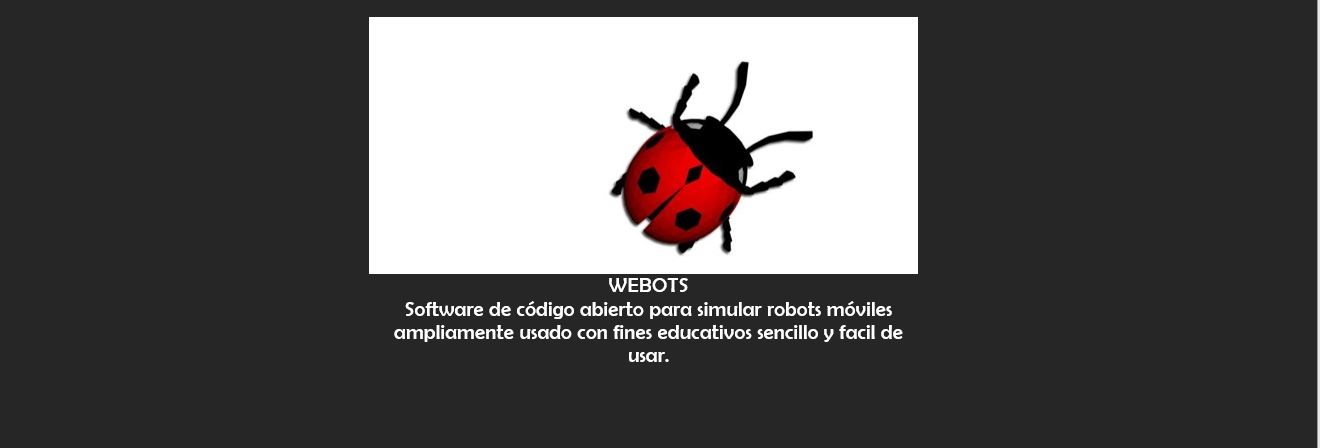 WEBOTS
Software de código abierto para simular robots móviles
ampliamente usado con fines educativos sencillo y facil de
usar.